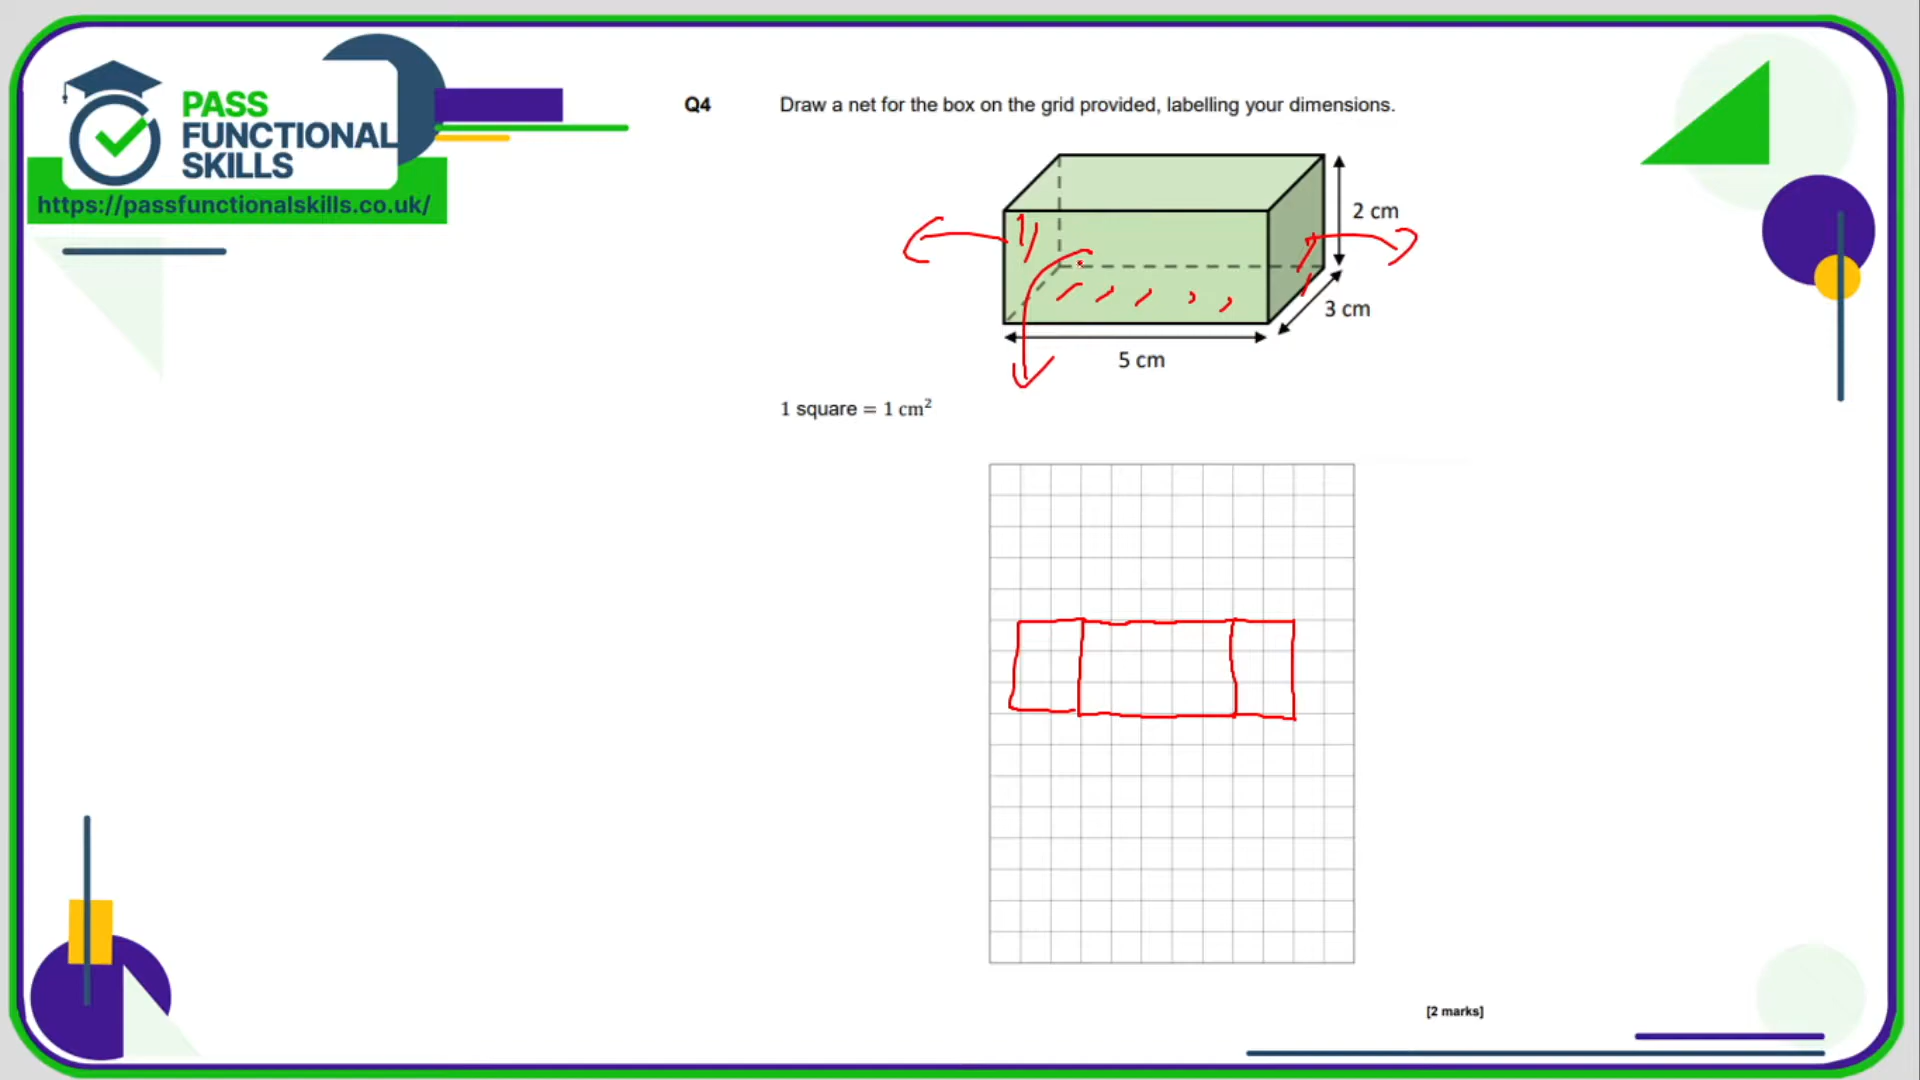 PASS
FUNCTIONAL
SKILLS
https://passfunctionalskills.co.uk/
Q4 Draw a net for the box on the grid provided, labelling your dimensions.
2 cm
3 cm
5 cm
1 square = 1 cm²
[2 marks]